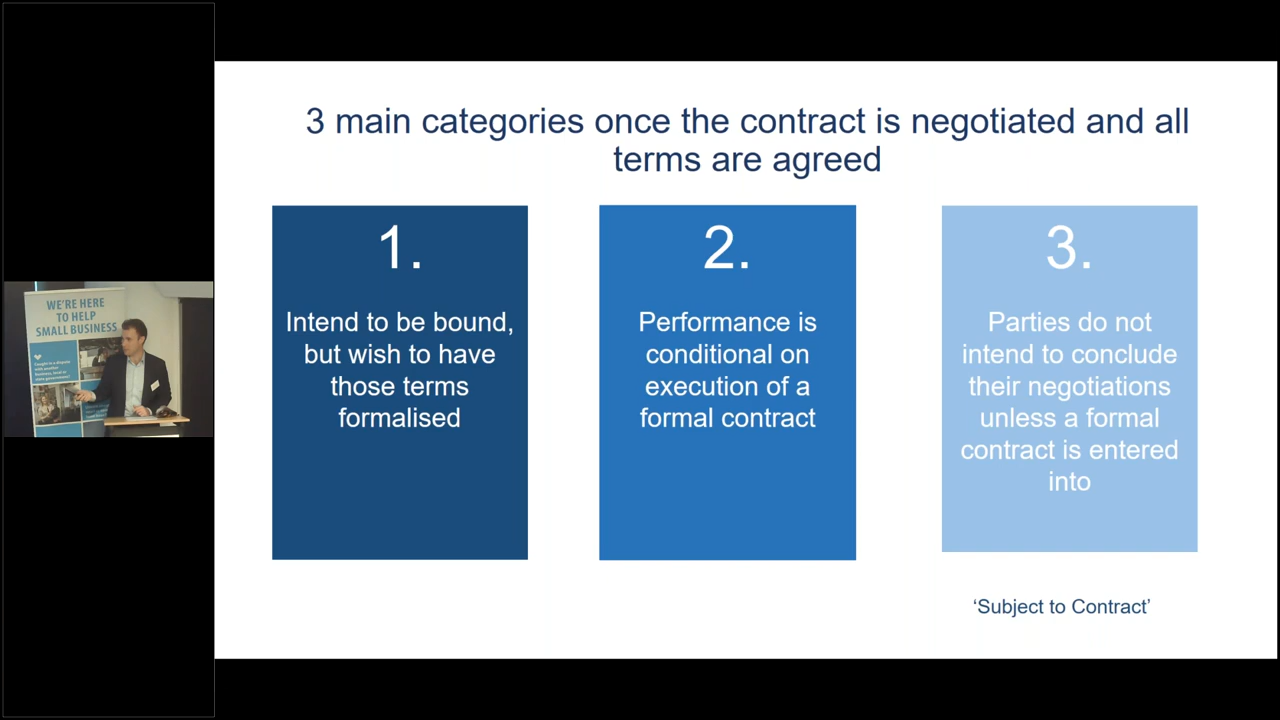 3 main categories once the contract is negotiated and all
terms are agreed
1.
Intend to be bound,
but wish to have
those terms
formalised
2.
Performance is
conditional on
execution of a
formal contract
3.
Parties do not
intend to conclude
their negotiations
unless a formal
contract is entered
into
‘Subject to Contract’
WE'RE HERE
TO HELP
SMALL BUSINESS